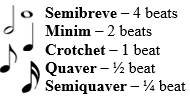 Semibreve – 4 beats
Minim – 2 beats
Crotchet – 1 beat
Quaver – ½ beat
Semiquaver – ¼ beat